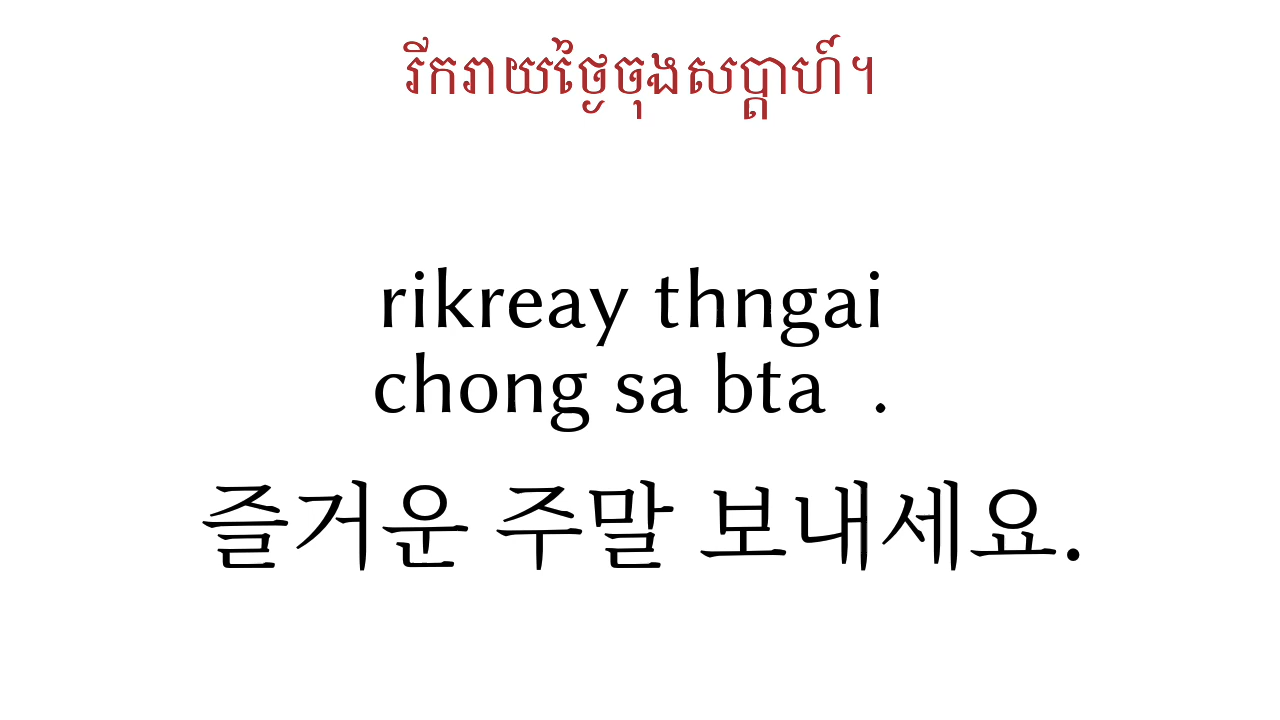 រីករាយថ្ងៃចុងសប្តាហ៍។
rikreay thngai
chong sa bta .
즐거운 주말 보내세요.